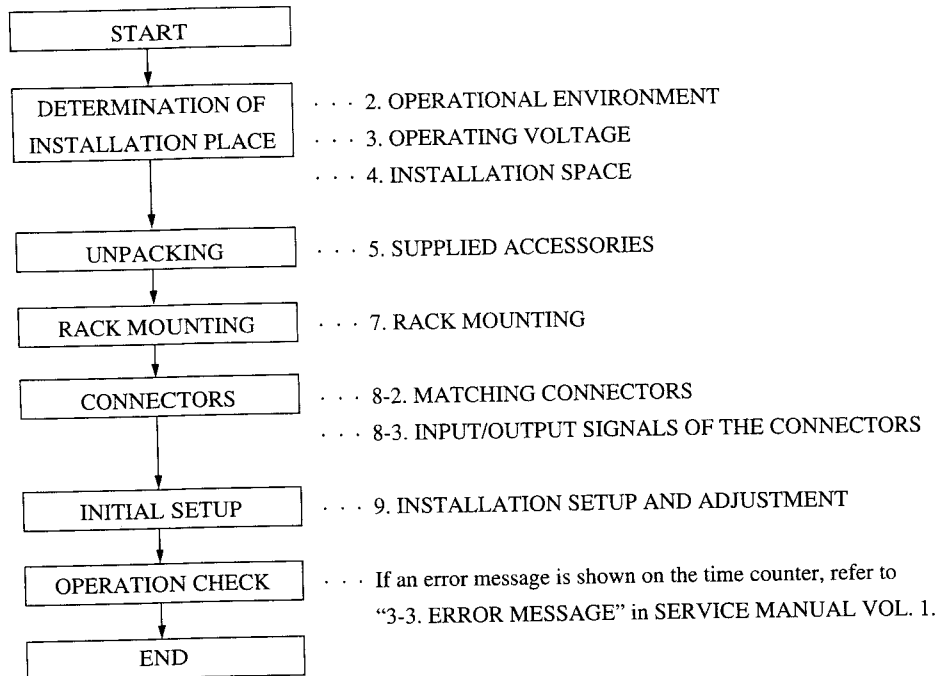 START
DETERMINATION OF
INSTALLATION PLACE
· · · 2. OPERATIONAL ENVIRONMENT
· · · 3. OPERATING VOLTAGE
· · · 4. INSTALLATION SPACE
UNPACKING
· · · 5. SUPPLIED ACCESSORIES
RACK MOUNTING
· · · 7. RACK MOUNTING
CONNECTORS
· · · 8-2. MATCHING CONNECTORS
· · · 8-3. INPUT/OUTPUT SIGNALS OF THE CONNECTORS
INITIAL SETUP
· · · 9. INSTALLATION SETUP AND ADJUSTMENT
OPERATION CHECK
· · · If an error message is shown on the time counter, refer to
“3-3. ERROR MESSAGE” in SERVICE MANUAL VOL. 1.
END